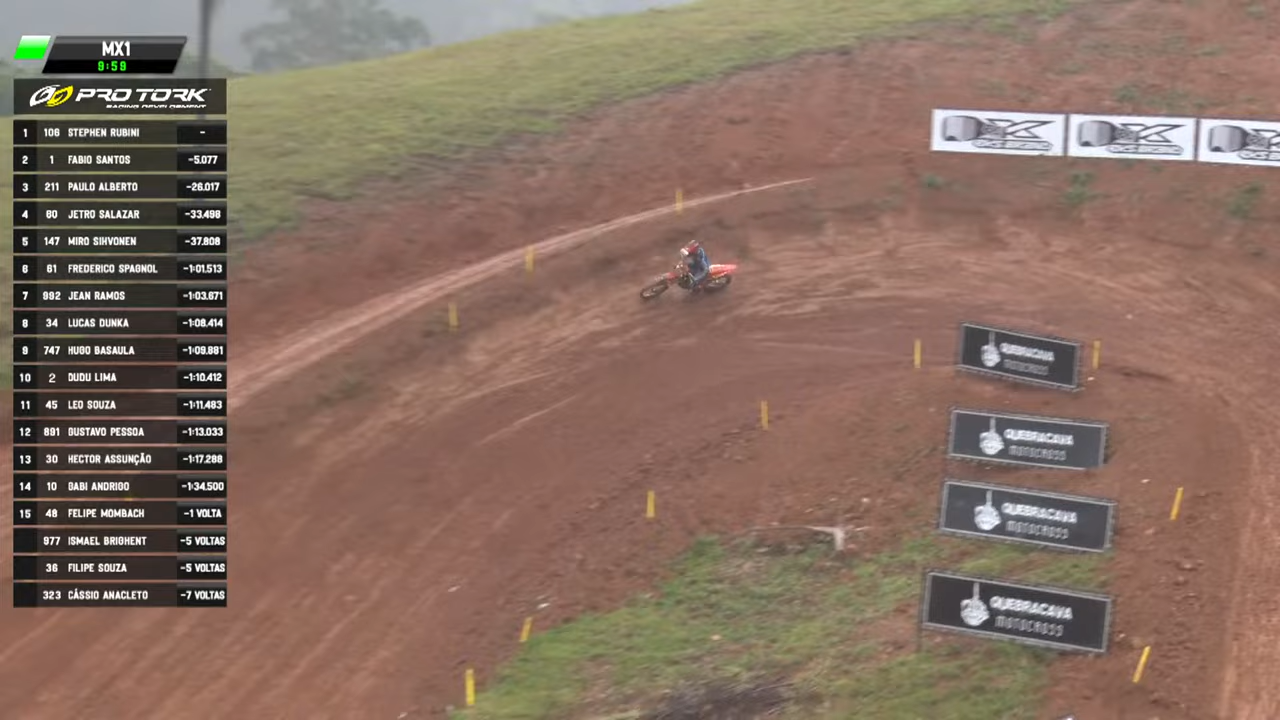 MX1
9:59
PRO TORK
RACING DEVELOPMENT
1 106 STEPHEN RUBINI -
2 1 FABIO SANTOS -5.077
3 211 PAULO ALBERTO -26.017
4 80 JETRO SALAZAR -33.498
5 147 MIRO SIHVONEN -37.808
6 61 FREDERICO SPAGNOL -1:01.513
7 992 JEAN RAMOS -1:03.671
8 34 LUCAS DUNKA -1:08.414
9 747 HUGO BASAULA -1:09.881
10 2 DUDU LIMA -1:10.412
11 45 LEO SOUZA -1:11.483
12 891 GUSTAVO PESSOA -1:13.033
13 30 HECTOR ASSUNÇÃO -1:17.288
14 10 GABI ANDRIGO -1:34.500
15 48 FELIPE MOMBACH -1 VOLTA
977 ISMAEL BRIGHENT -5 VOLTAS
36 FILIPE SOUZA -5 VOLTAS
323 CÁSSIO ANACLETO -7 VOLTAS
QUEBRACAVA
MOTOCROSS
QUEBRACAVA
MOTOCROSS
QUEBRACAVA
MOTOCROSS
QUEBRACAVA
MOTOCROSS